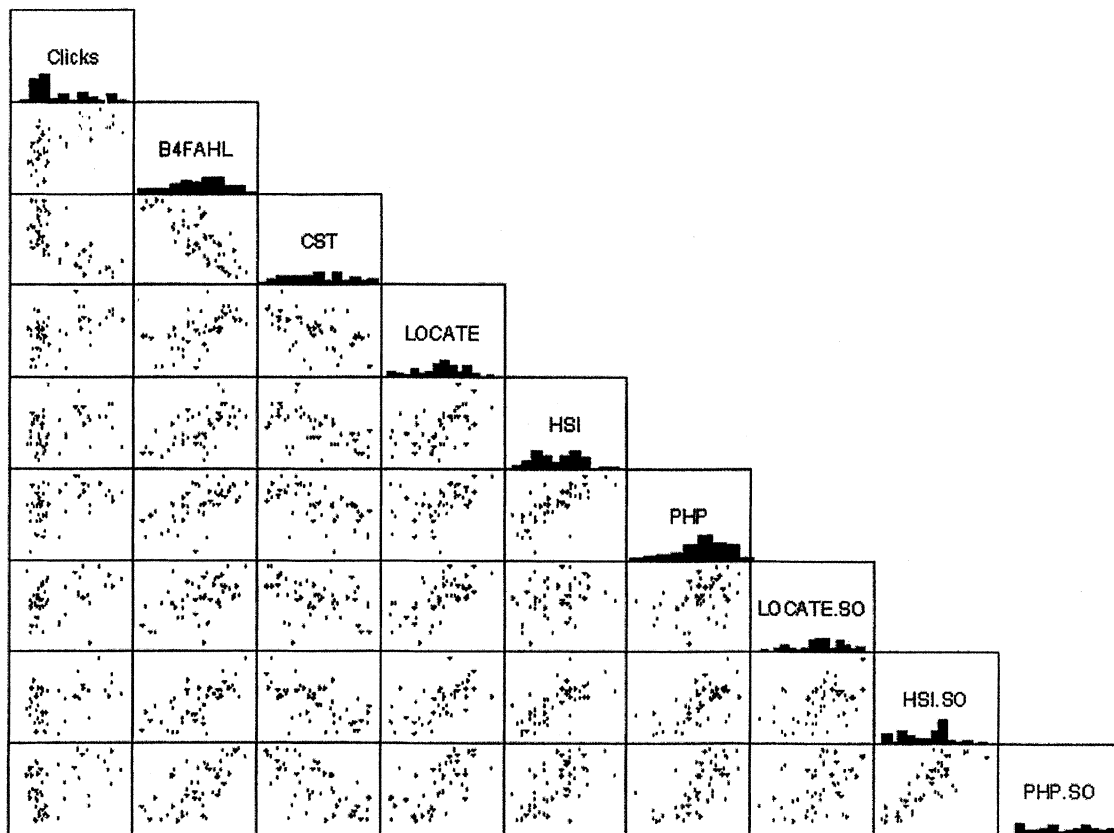 Clicks
B4FAHL
CST
LOCATE
HSI
PHP
LOCATE.SO
HSI.SO
PHP.SO